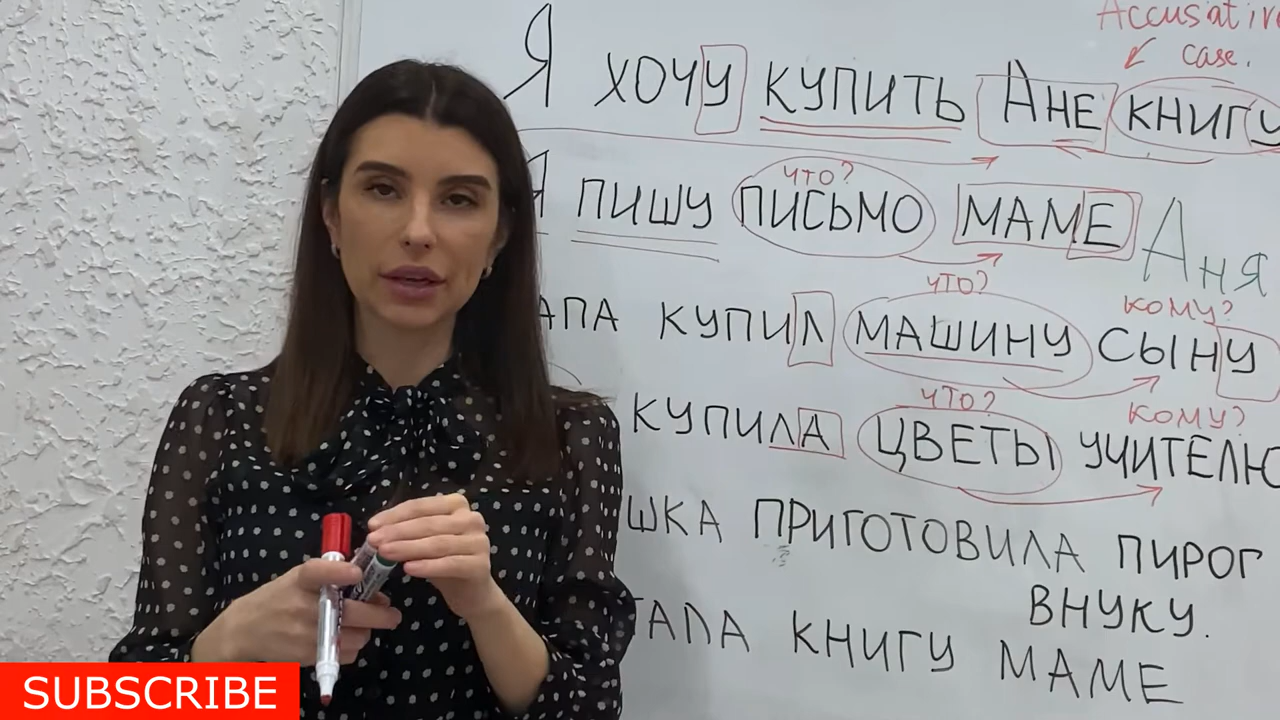 Accusative
case.
Я ХОЧУ КУПИТЬ АНЕ КНИГУ
ЧТО?
Я ПИШУ ПИСЬМО МАМЕ Аня
ЧТО? КОМУ?
АПА КУПИЛ МАШИНУ СЫНУ
ЧТО? КОМУ?
КУПИЛА ЦВЕТЫ УЧИТЕЛЮ
ШКА ПРИГОТОВИЛА ПИРОГ
ВНУКУ.
ТАЛА КНИГУ МАМЕ
SUBSCRIBE